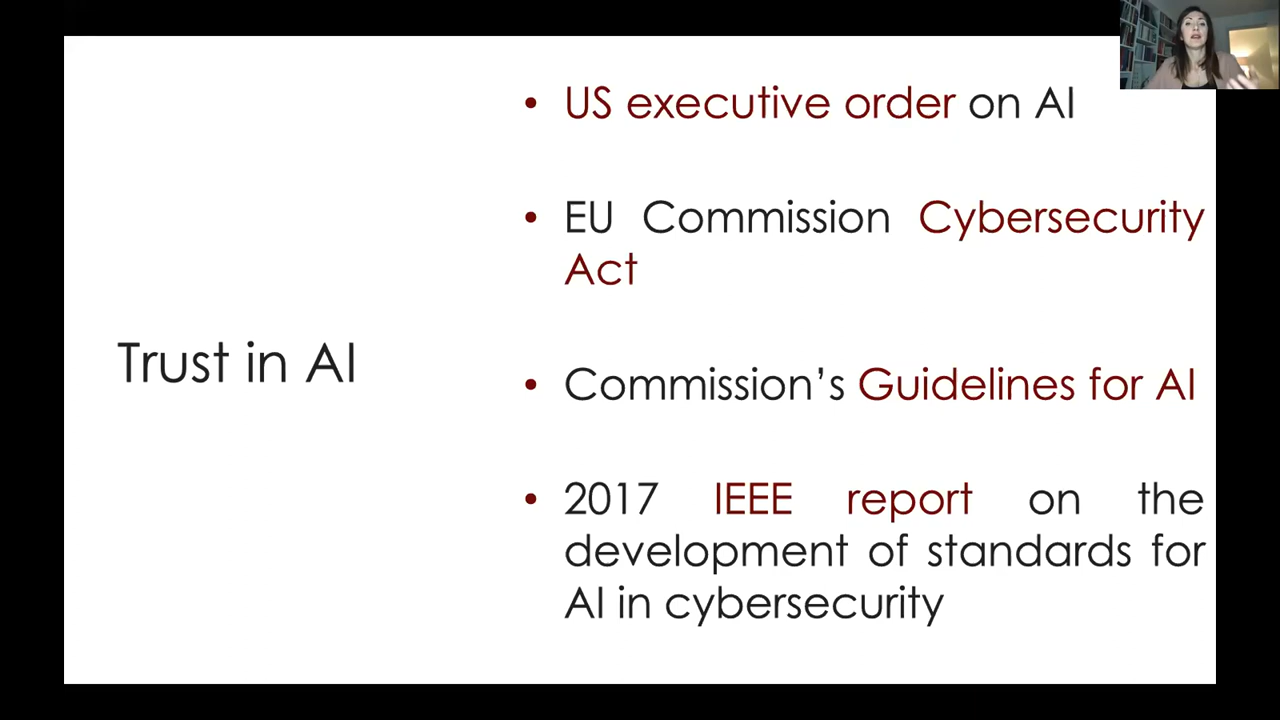 Trust in AI
• US executive order on AI
• EU Commission Cybersecurity
Act
• Commission’s Guidelines for AI
• 2017 IEEE report on the
development of standards for
AI in cybersecurity